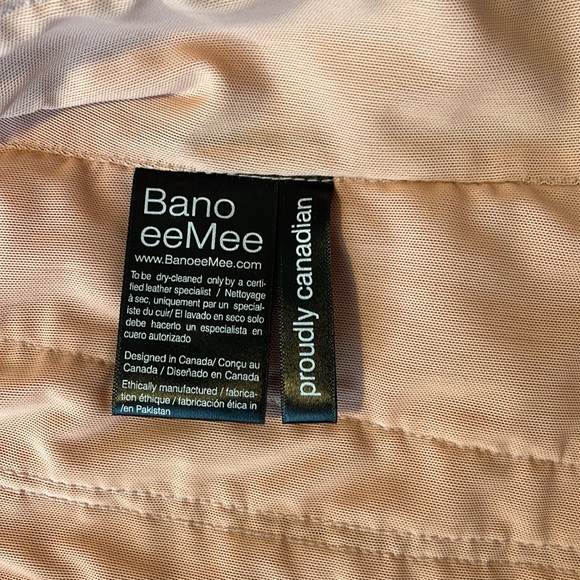 Bano
eeMee
www.BanoeeMee.com
To be dry-cleaned only by a certi-
fied leather specialist / Nettoyage
à sec, uniquement par un special-
iste du cuir/ El lavado en seco solo
debe hacerlo un especialista en
cuero autorizado
Designed in Canada/ Conçu au
Canada / Diseñado en Canada
Ethically manufactured / fabrica-
tion éthique / fabricación ética in
/en Pakistan
proudly canadian